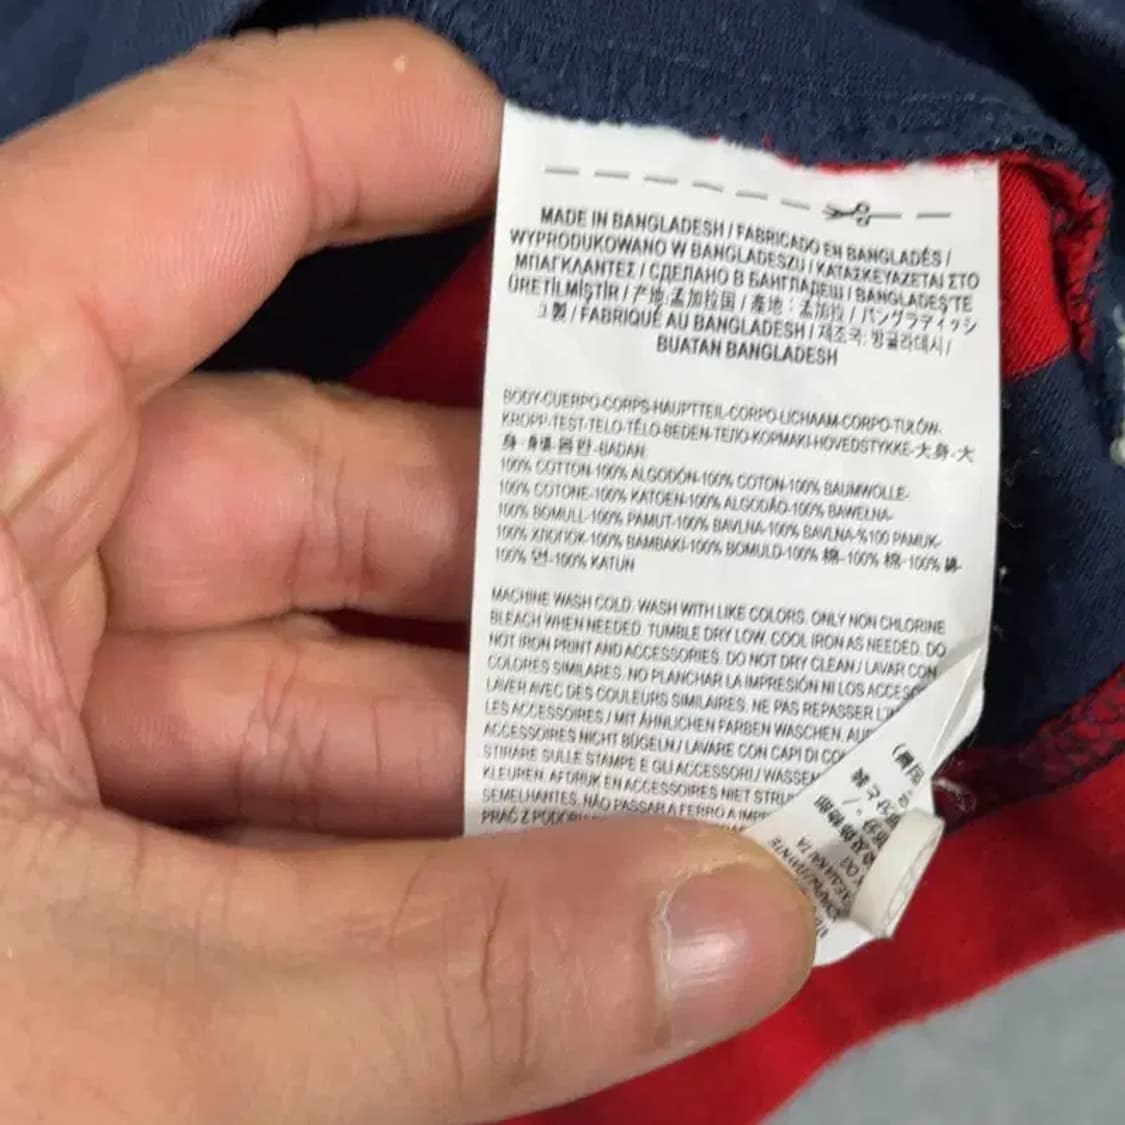 MADE IN BANGLADESH / FABRICADO EN BANGLADÉS /
WYPRODUKOWANO W BANGLADESZU / ΚΑΤΑΣΚΕΥΑΖΕΤΑΙ ΣΤΟ
ΜΠΑΓΚΛΑΝΤΕΣ / СДЕЛАНО В БАНГЛАДЕШ / BANGLADEŞ'TE
ÜRETİLMİŞTİR / 产地:孟加拉国 / 產地:孟加拉 / バングラディッシ
ュ製 / FABRIQUÉ AU BANGLADESH / 제조국: 방글라데시 /
BUATAN BANGLADESH
BODY-CUERPO-CORPS-HAUPTTEIL-CORPO-LICHAAM-CORPO-TUŁÓW-
KROPP-TEST-TELO-TĚLO-BEDEN-ТЕЛО-ΚΟΡΜΑΚΙ-HOVEDSTYKKE-大身-大
身-身頃-몸판-BADAN:
100% COTTON-100% ALGODÓN-100% COTON-100% BAUMWOLLE-
100% COTONE-100% KATOEN-100% ALGODÃO-100% BAWEŁNA-
100% BOMULL-100% PAMUT-100% BAVLNA-100% BAVLNA-%100 PAMUK-
100% ХЛОПОК-100% ΒΑΜΒΑΚΙ-100% BOMULD-100% 棉-100% 棉-100% 綿-
100% 면-100% KATUN
MACHINE WASH COLD. WASH WITH LIKE COLORS. ONLY NON CHLORINE
BLEACH WHEN NEEDED. TUMBLE DRY LOW. COOL IRON AS NEEDED. DO
NOT IRON PRINT AND ACCESSORIES. DO NOT DRY CLEAN / LAVAR CON
COLORES SIMILARES. NO PLANCHAR LA IMPRESIÓN NI LOS
LAVER AVEC DES COULEURS SIMILAIRES. NE PAS REPASSER
LES ACCESSOIRES / MIT ÄHNLICHEN FARBEN WASCHEN.
ACCESSOIRES NICHT BÜGELN / LAVARE CON CAPI DI
STIRARE SULLE STAMPE E GLI ACCESSORI /
KLEUREN. AFDRUK EN ACCESSOIRES NIET
SEMELHANTES. NÃO PASSAR A FERRO A
PRAĆ Z